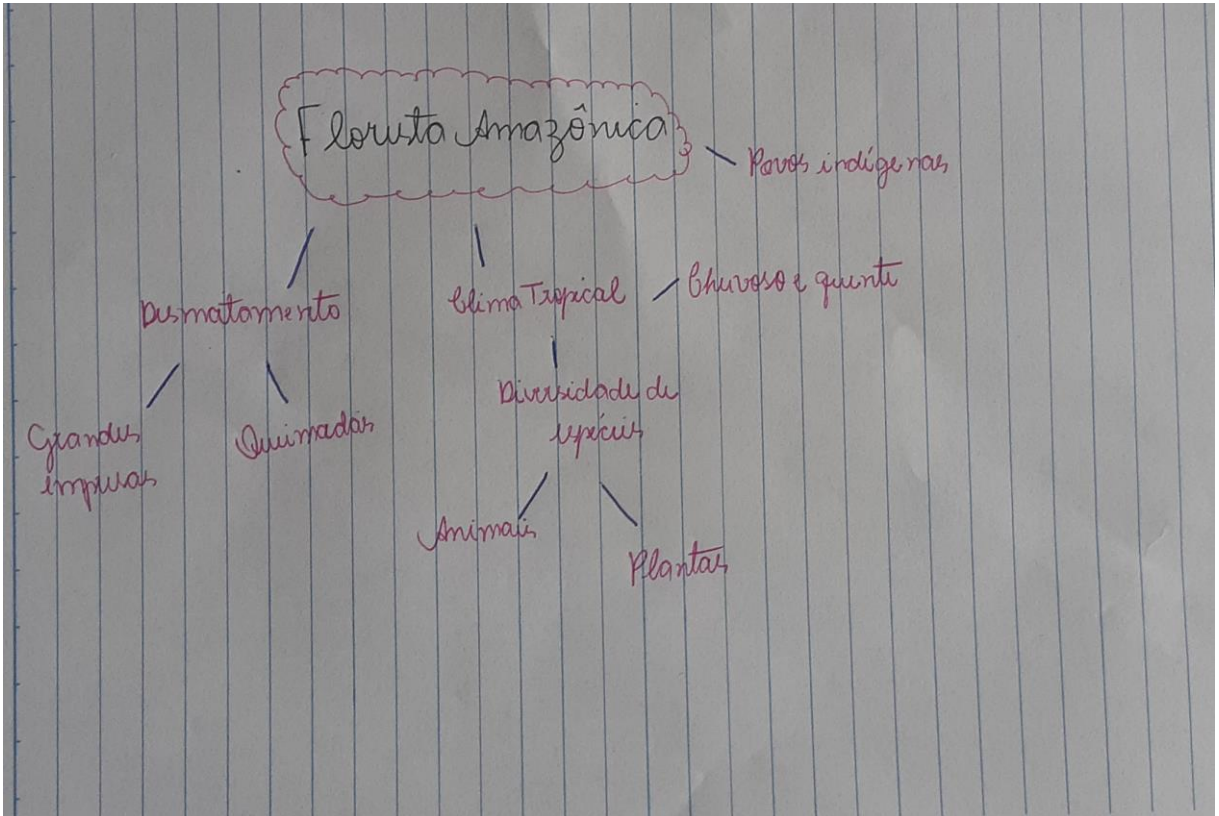 Floresta Amazônica
Povos indígenas
Desmatamento
Clima Tropical
Chuvoso e quente
Grandes
empresas
Queimadas
Diversidade de
espécies
Animais
Plantas